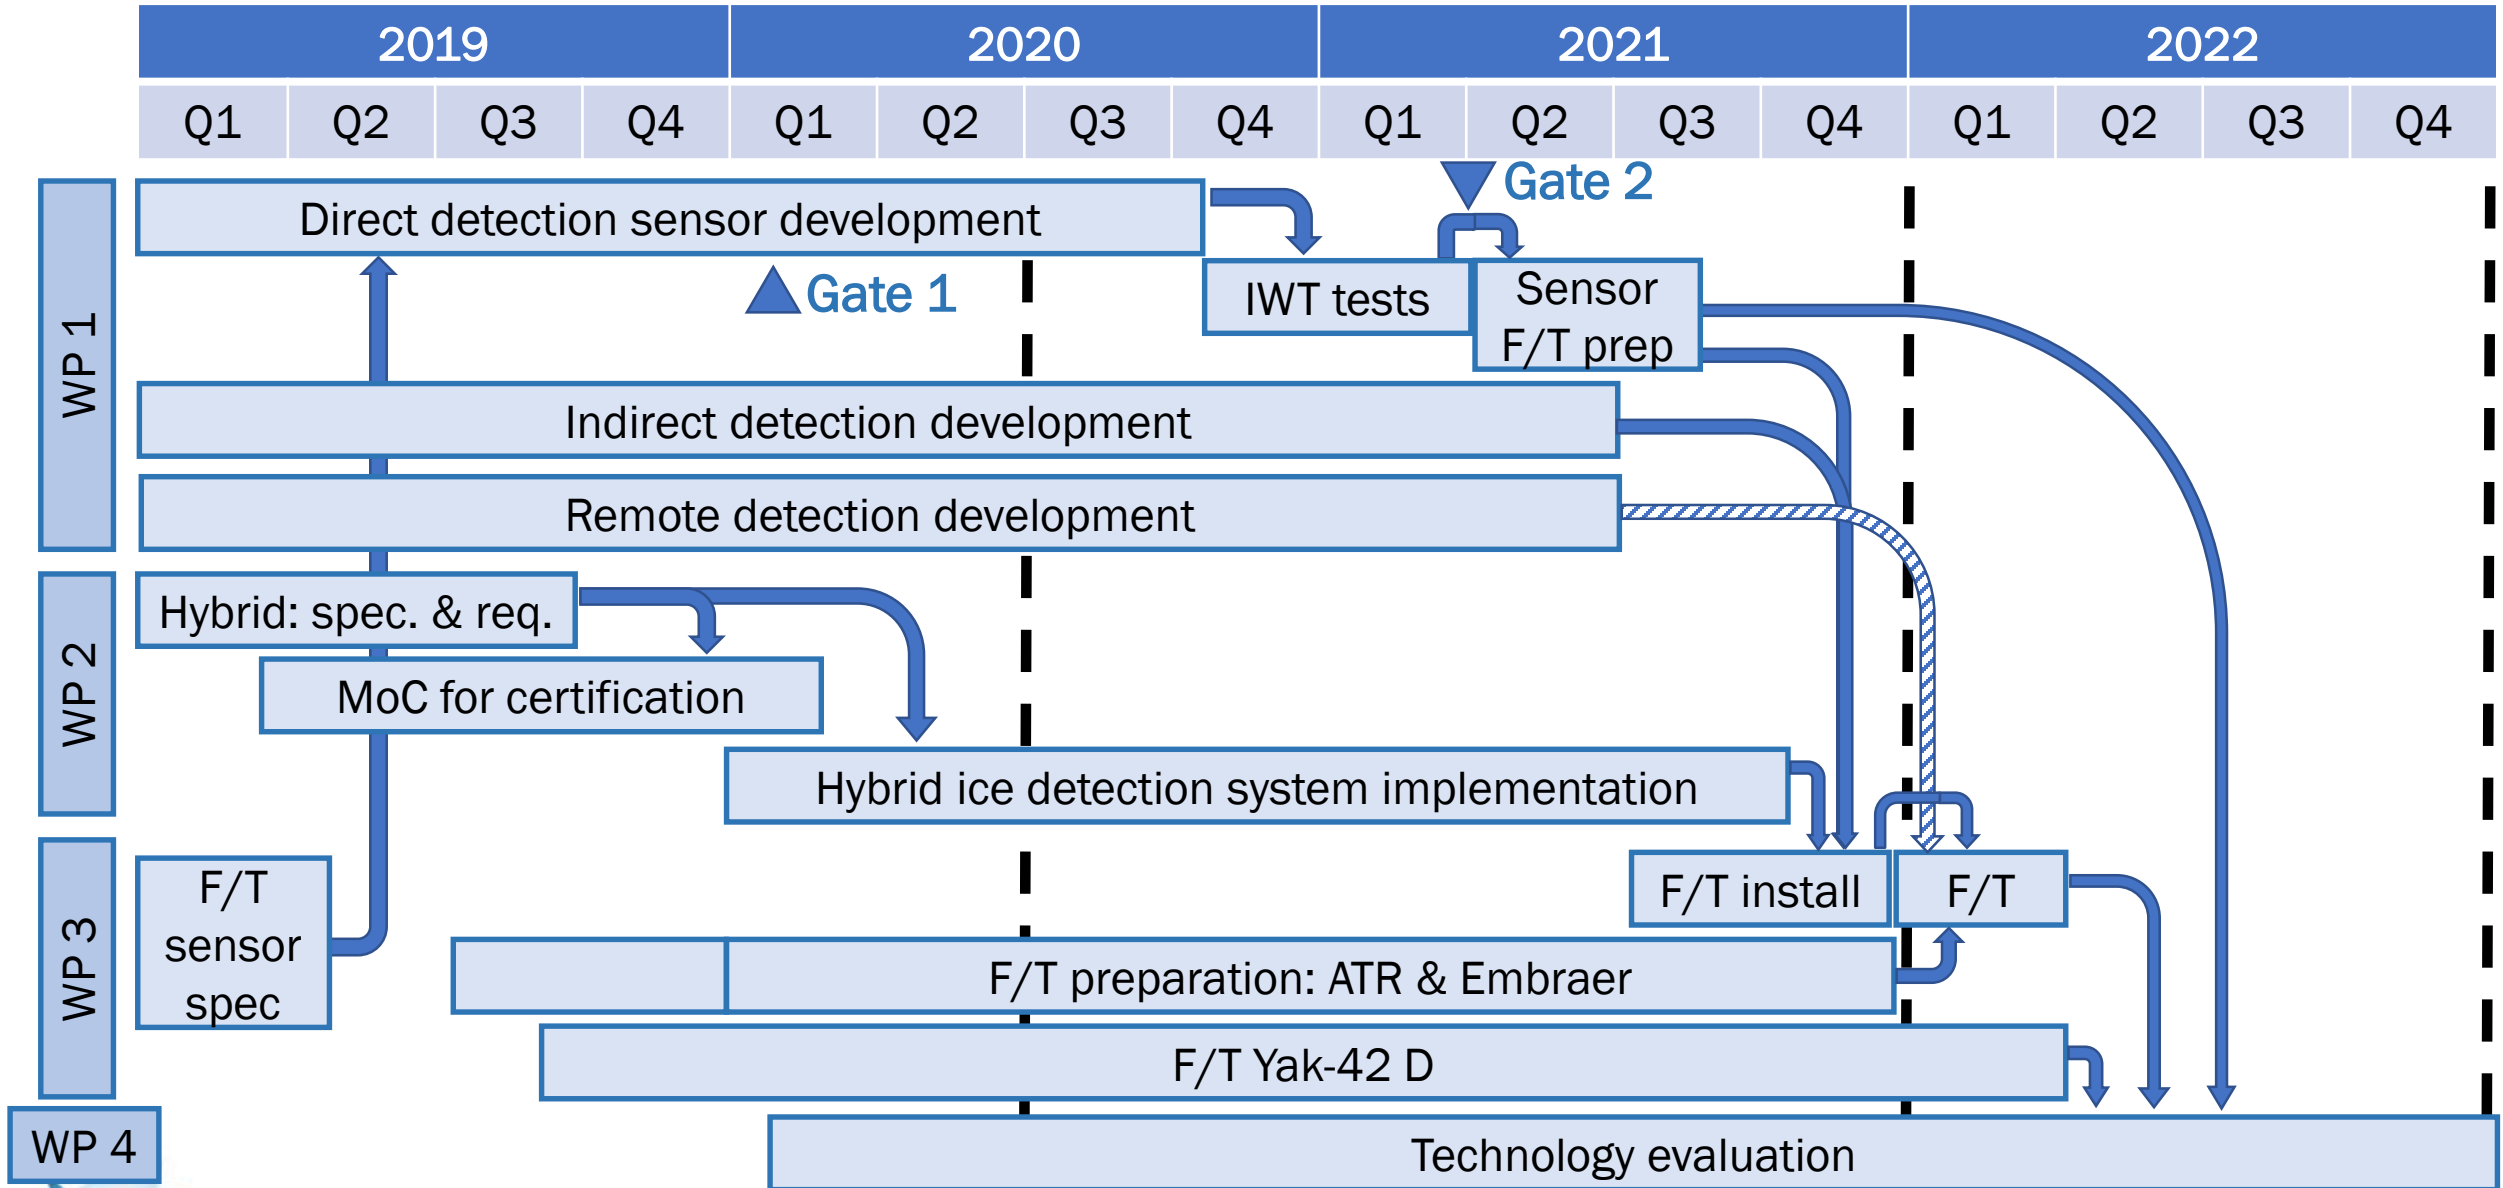 2019 2020 2021 2022
Q1 Q2 Q3 Q4 Q1 Q2 Q3 Q4 Q1 Q2 Q3 Q4 Q1 Q2 Q3 Q4
WP 1
Direct detection sensor development
Gate 2
Gate 1
IWT tests
Sensor
F/T prep
Indirect detection development
Remote detection development
WP 2
Hybrid: spec. & req.
MoC for certification
Hybrid ice detection system implementation
WP 3
F/T
sensor
spec
F/T install
F/T
F/T preparation: ATR & Embraer
F/T Yak-42 D
WP 4
Technology evaluation